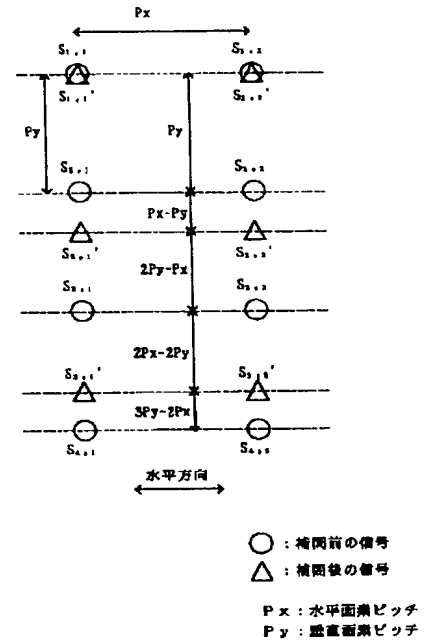 Px
S₁,₁ S₁,₂
S₁,₁' S₁,₂'
Py Py
S₂,₁ S₂,₂
Px-Py
S₂,₁' S₂,₂'
2Py-Px
S₃,₁ S₃,₂
2Px-2Py
S₃,₁' S₃,₂'
3Py-2Px
S₄,₁ S₄,₂
水平方向
○ : 補間前の信号
△ : 補間後の信号
Px : 水平画素ピッチ
Py : 垂直画素ピッチ